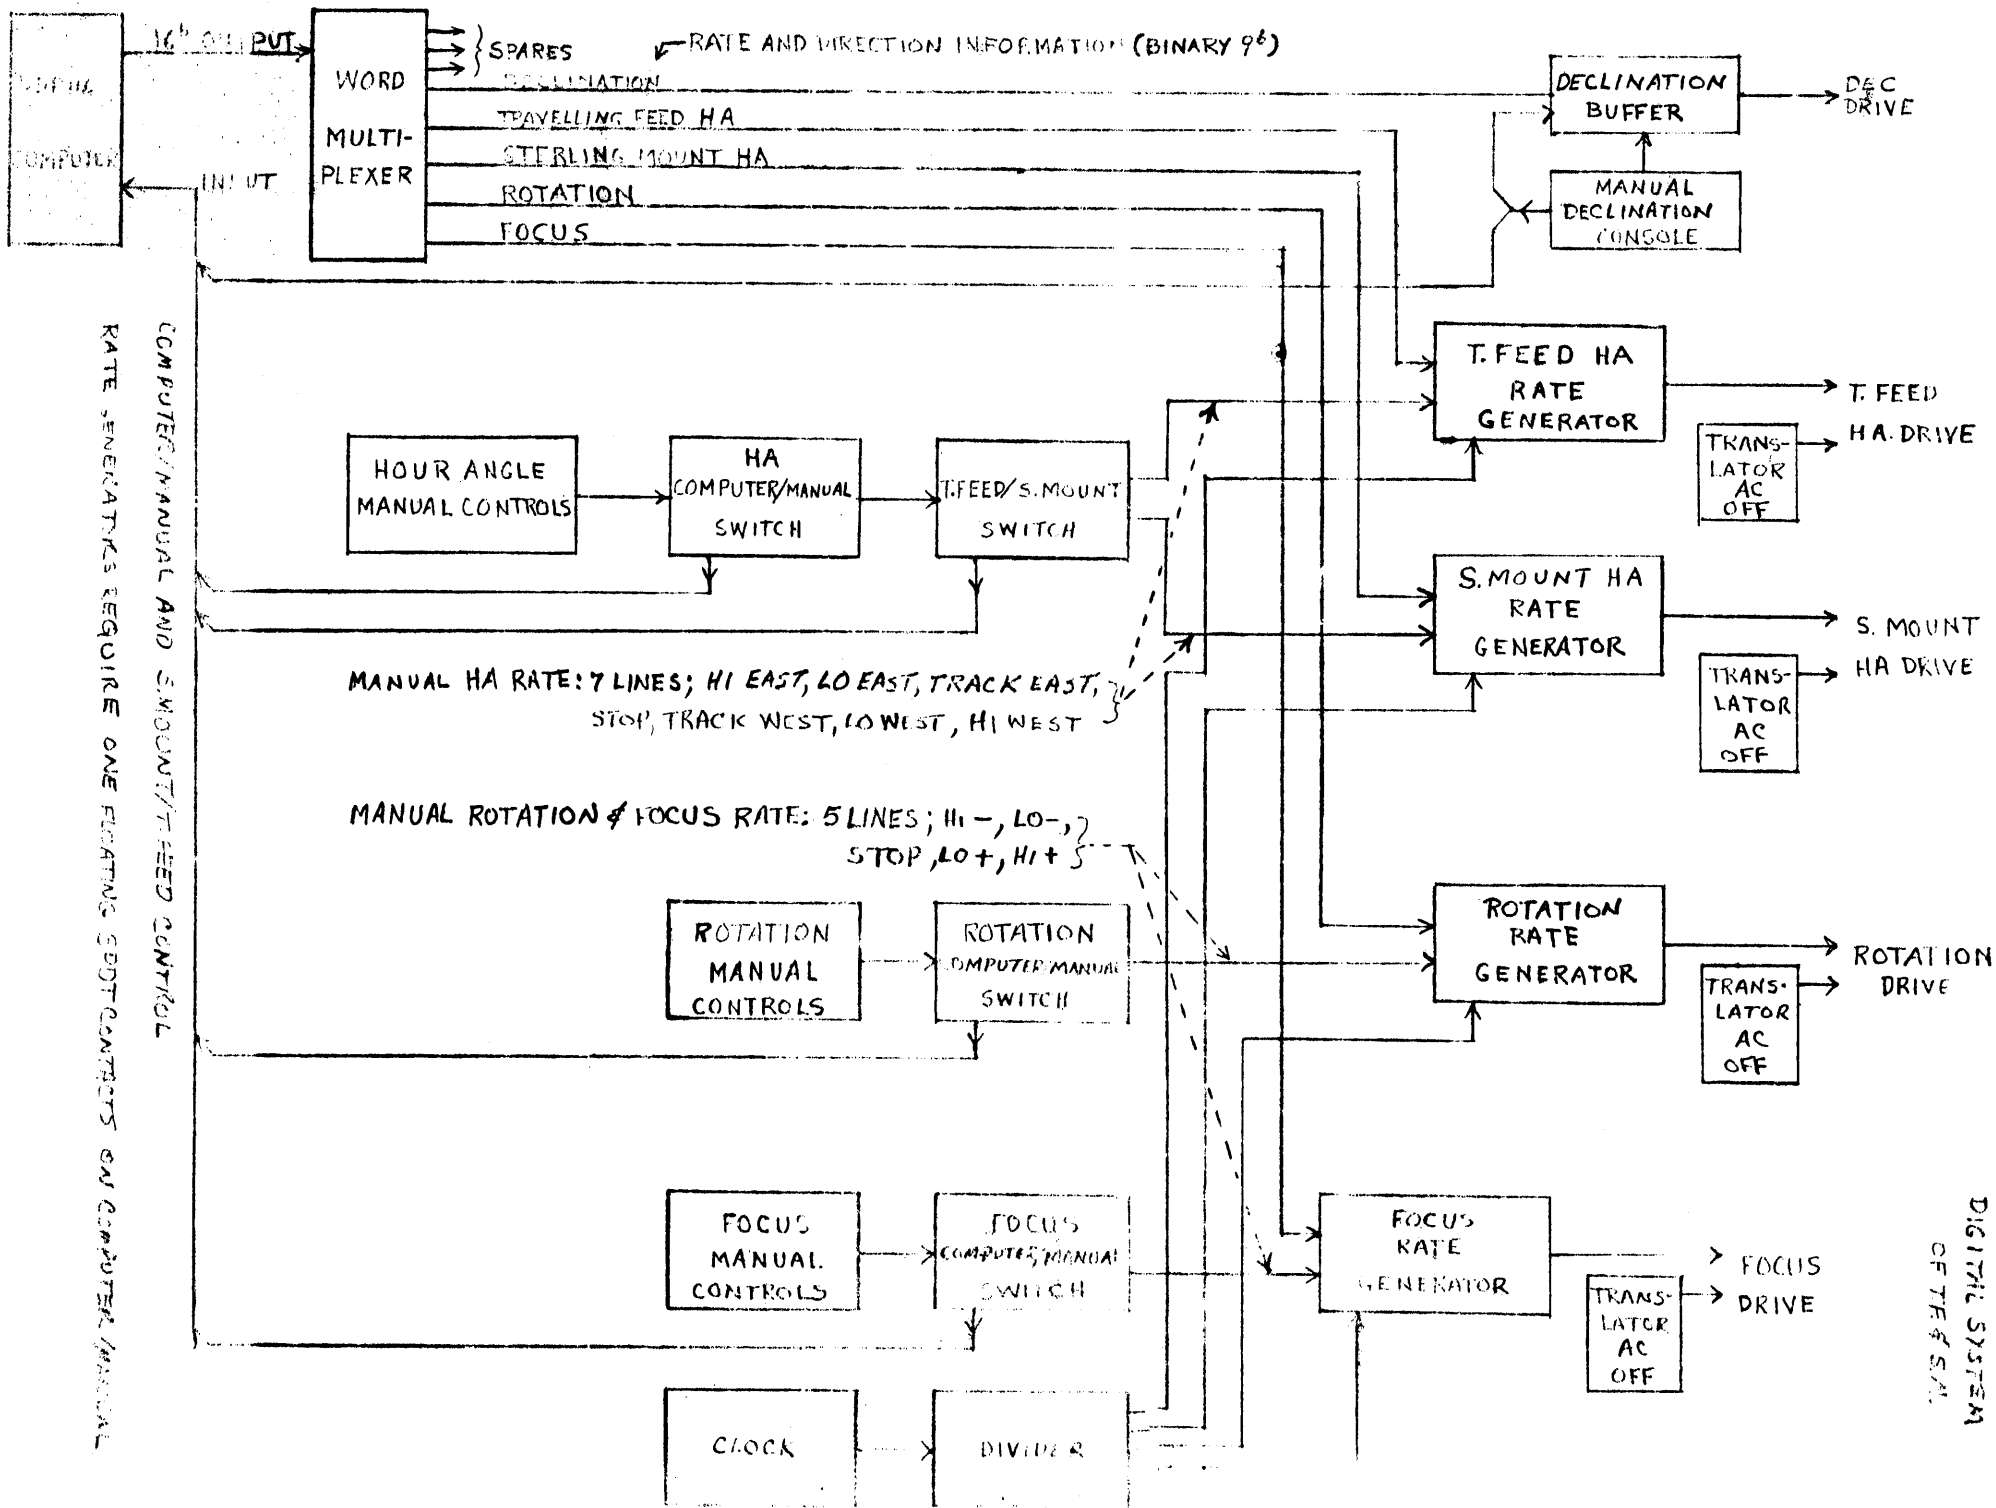 16b OUTPUT
COMPUTER
INPUT
WORD
MULTI-
PLEXER
SPARES
RATE AND DIRECTION INFORMATION (BINARY 9b)
DECLINATION
TRAVELLING FEED HA
STERLING MOUNT HA
ROTATION
FOCUS
DECLINATION
BUFFER
DEC
DRIVE
MANUAL
DECLINATION
CONSOLE
T. FEED HA
RATE
GENERATOR
T. FEED
HA. DRIVE
TRANS-
LATOR
AC
OFF
HOUR ANGLE
MANUAL CONTROLS
HA
COMPUTER/MANUAL
SWITCH
T.FEED/S.MOUNT
SWITCH
S. MOUNT HA
RATE
GENERATOR
S. MOUNT
HA DRIVE
TRANS-
LATOR
AC
OFF
MANUAL HA RATE: 7 LINES; HI EAST, LO EAST, TRACK EAST,
STOP, TRACK WEST, LO WEST, HI WEST
MANUAL ROTATION & FOCUS RATE: 5 LINES; HI -, LO-,
STOP, LO+, HI+
ROTATION
MANUAL
CONTROLS
ROTATION
COMPUTER/MANUAL
SWITCH
ROTATION
RATE
GENERATOR
ROTATION
DRIVE
TRANS-
LATOR
AC
OFF
FOCUS
MANUAL
CONTROLS
FOCUS
COMPUTER/MANUAL
SWITCH
FOCUS
RATE
GENERATOR
FOCUS
DRIVE
TRANS-
LATOR
AC
OFF
CLOCK
DIVIDER
COMPUTER/MANUAL AND S.MOUNT/T.FEED CONTROL
RATE GENERATORS REQUIRE ONE FLOATING SPDT CONTACTS ON COMPUTER/MANUAL
DIGITAL SYSTEM
OF TF & S.M.